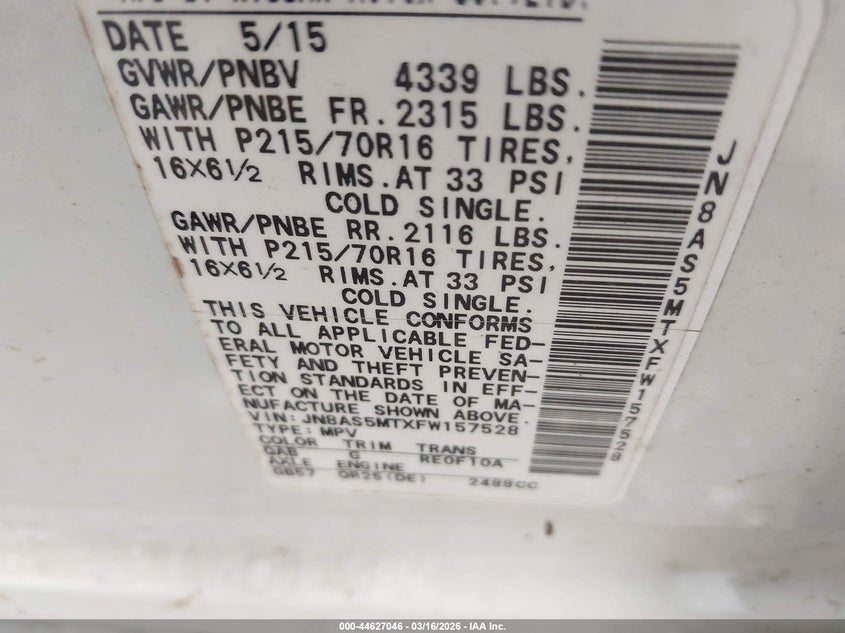 DATE 5/15
GVWR/PNBV 4339 LBS.
GAWR/PNBE FR. 2315 LBS.
WITH P215/70R16 TIRES,
16X6½ RIMS.AT 33 PSI
COLD SINGLE.
GAWR/PNBE RR. 2116 LBS.
WITH P215/70R16 TIRES,
16X6½ RIMS.AT 33 PSI
COLD SINGLE.
THIS VEHICLE CONFORMS
TO ALL APPLICABLE FED-
ERAL MOTOR VEHICLE SA-
FETY AND THEFT PREVEN-
TION STANDARDS IN EFF-
ECT ON THE DATE OF MA-
NUFACTURE SHOWN ABOVE.
VIN: JN8AS5MTXFW157528
TYPE: MPV
COLOR TRIM TRANS
QAB G RE0F10A
AXLE ENGINE
GB57 QR25(DE) 2488CC
JN8AS5MTXFW157528
000-44627046 - 03/16/2026 - IAA Inc.